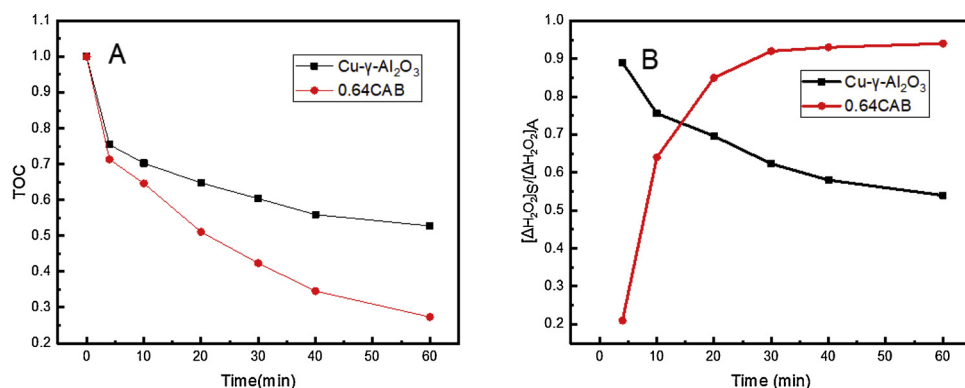 A
Cu-γ-Al₂O₃
0.64CAB
TOC
1.1
1.0
0.9
0.8
0.7
0.6
0.5
0.4
0.3
0.2
0 10 20 30 40 50 60
Time(min)
B
Cu-γ-Al₂O₃
0.64CAB
[ΔH₂O₂]S/[ΔH₂O₂]A
1.0
0.9
0.8
0.7
0.6
0.5
0.4
0.3
0.2
0 10 20 30 40 50 60
Time (min)